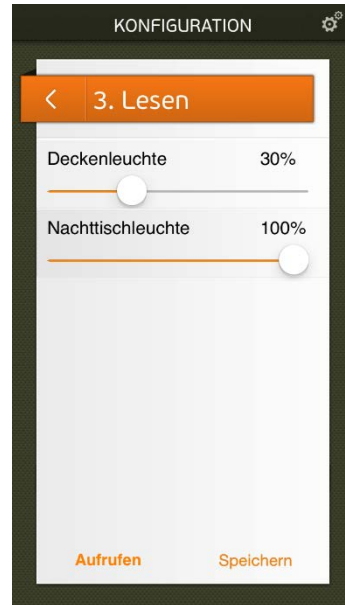 KONFIGURATION
3. Lesen
Deckenleuchte 30%
Nachttischleuchte 100%
Aufrufen Speichern